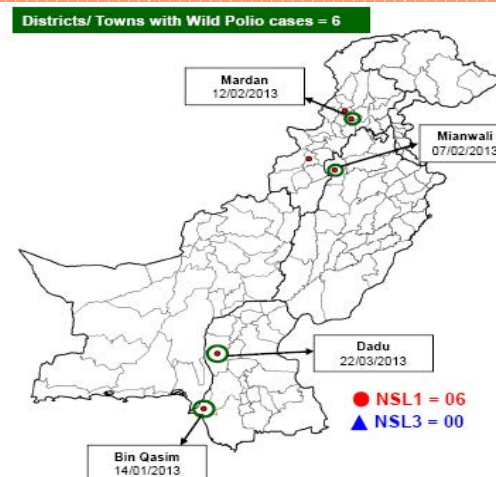 Districts/ Towns with Wild Polio cases = 6
Mardan
12/02/2013
Mianwali
07/02/2013
Dadu
22/03/2013
NSL1 = 06
NSL3 = 00
Bin Qasim
14/01/2013